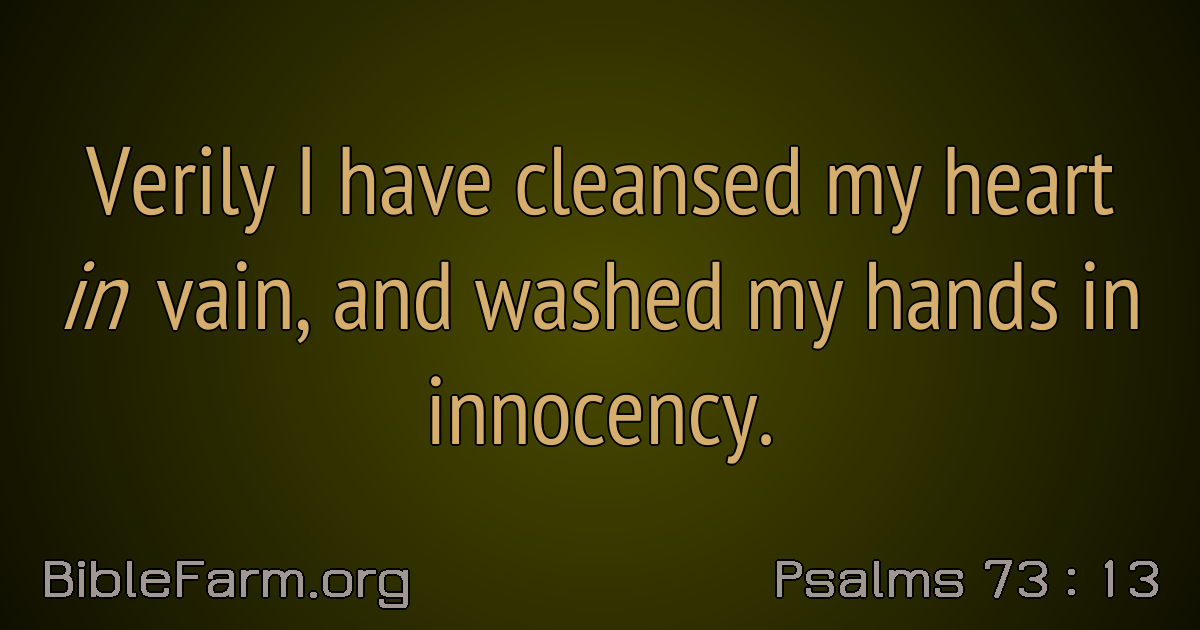 Verily I have cleansed my heart
in vain, and washed my hands in
innocency.
BibleFarm.org
Psalms 73 : 13